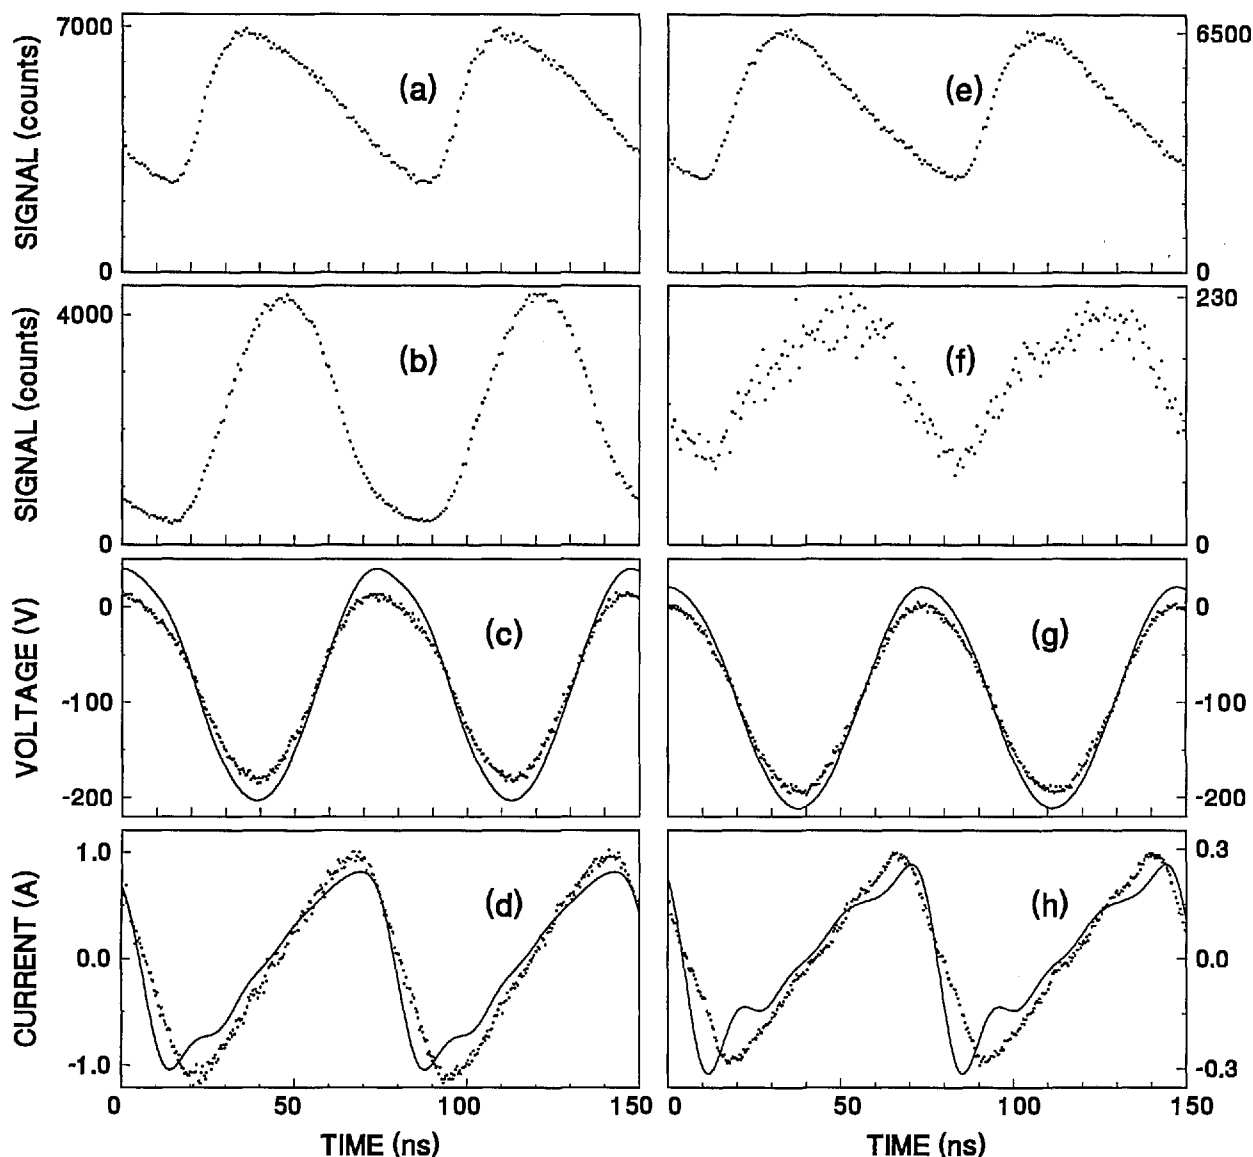 SIGNAL (counts)
7000
0
(a)
(e)
6500
0
SIGNAL (counts)
4000
0
(b)
(f)
230
0
VOLTAGE (V)
0
-100
-200
(c)
(g)
0
-100
-200
CURRENT (A)
1.0
0.0
-1.0
(d)
(h)
0.3
0.0
-0.3
0 50 100 150
0 50 100 150
TIME (ns)
TIME (ns)